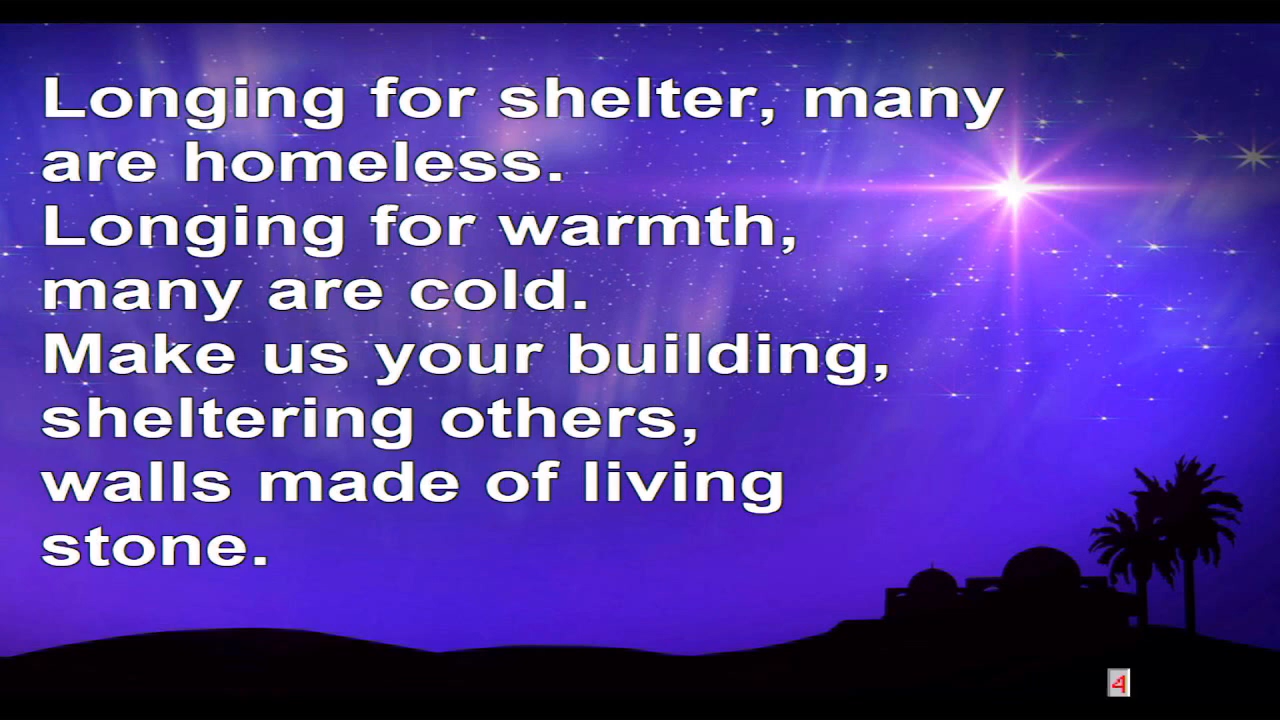 Longing for shelter, many
are homeless.
Longing for warmth,
many are cold.
Make us your building,
sheltering others,
walls made of living
stone.
4